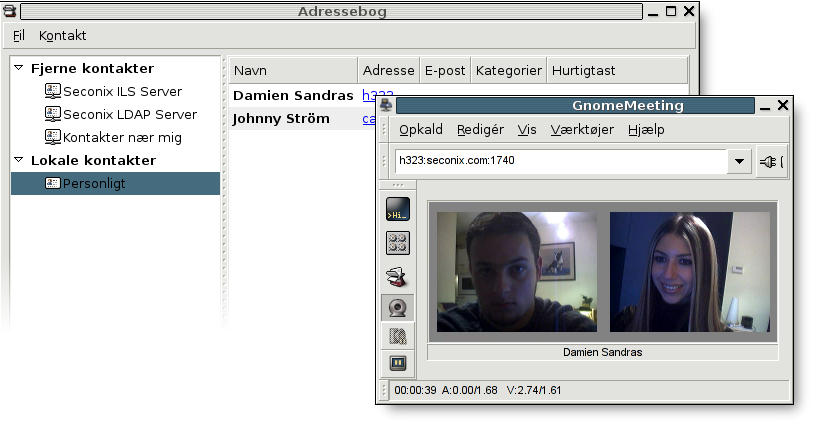 Adressebog
Fil Kontakt
Fjerne kontakter
Seconix ILS Server
Seconix LDAP Server
Kontakter nær mig
Lokale kontakter
Personligt
Navn Adresse E-post Kategorier Hurtigtast
Damien Sandras h323
Johnny Ström ca
GnomeMeeting
Opkald Redigér Vis Værktøjer Hjælp
h323:seconix.com:1740
>Hi_
Damien Sandras
00:00:39 A:0.00/1.68 V:2.74/1.61